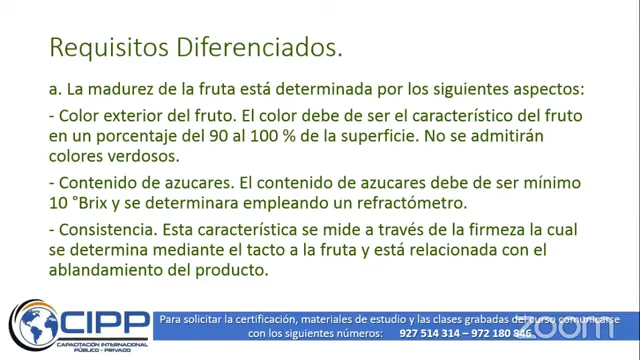 Requisitos Diferenciados.
a. La madurez de la fruta está determinada por los siguientes aspectos:
- Color exterior del fruto. El color debe de ser el característico del fruto
en un porcentaje del 90 al 100 % de la superficie. No se admitirán
colores verdosos.
- Contenido de azucares. El contenido de azucares debe de ser mínimo
10 °Brix y se determinara empleando un refractómetro.
- Consistencia. Esta característica se mide a través de la firmeza la cual
se determina mediante el tacto a la fruta y está relacionada con el
ablandamiento del producto.
CIPP
CAPACITACIÓN INTERNACIONAL
PÚBLICO - PRIVADO
Para solicitar la certificación, materiales de estudio y las clases grabadas del curso comunicarse
con los siguientes números: 927 514 314 – 972 180 846
zoom